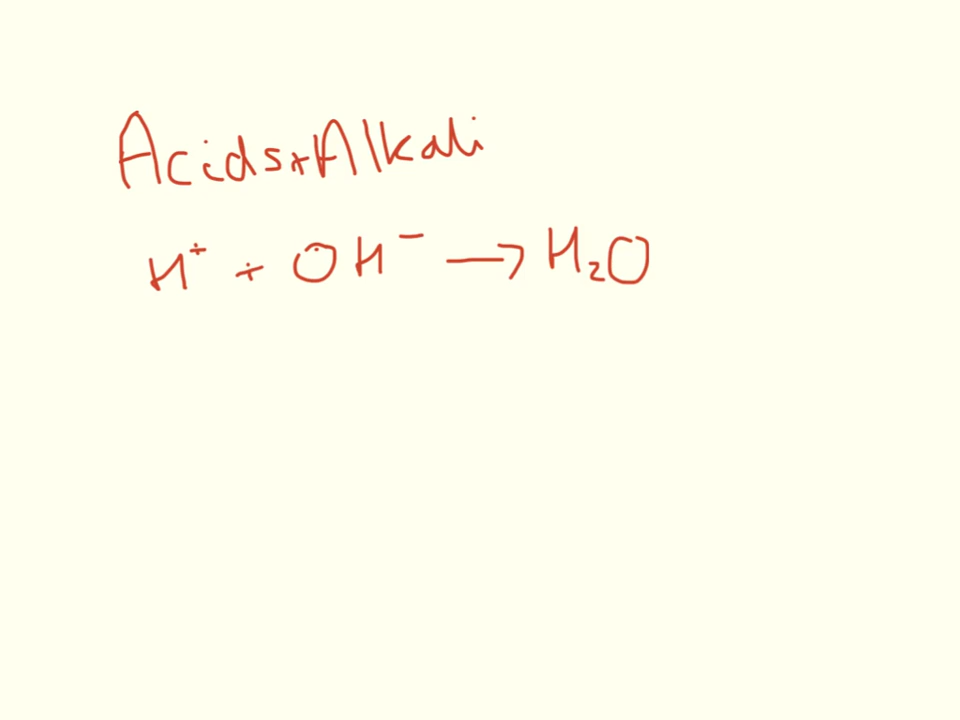 Acids+Alkali
H⁺ + OH⁻ → H₂O